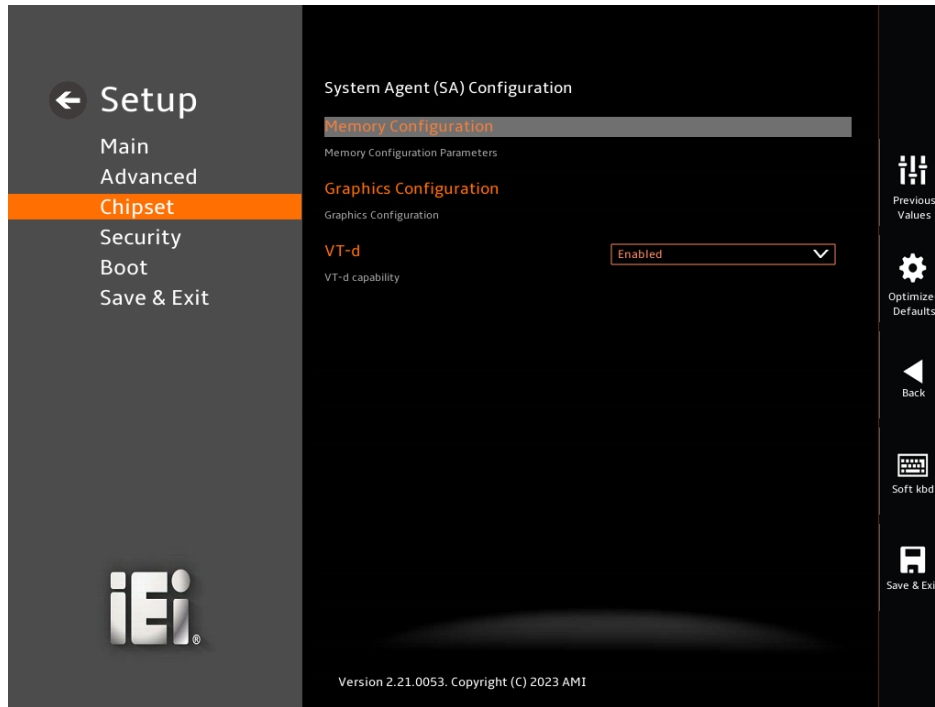 Setup
Main
Advanced
Chipset
Security
Boot
Save & Exit
iEi®
System Agent (SA) Configuration
Memory Configuration
Memory Configuration Parameters
Graphics Configuration
Graphics Configuration
VT-d
Enabled
VT-d capability
Version 2.21.0053. Copyright (C) 2023 AMI
Previous
Values
Optimize
Defaults
Back
Soft kbd
Save & Exi